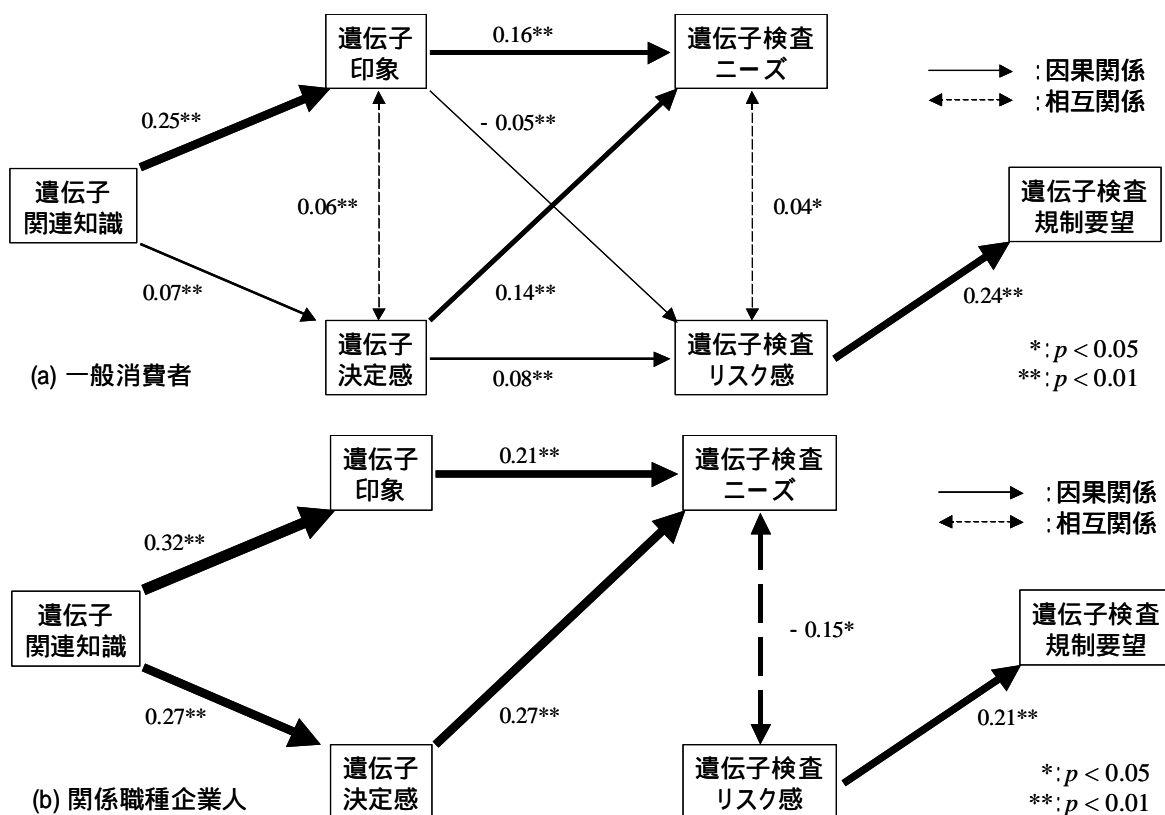 遺伝子
印象
0.16**
遺伝子検査
ニーズ
:因果関係
:相互関係
0.25**
- 0.05**
遺伝子
関連知識
0.06**
0.04*
遺伝子検査
規制要望
0.07**
0.14**
0.24**
遺伝子
決定感
0.08**
遺伝子検査
リスク感
(a) 一般消費者
*: p < 0.05
**: p < 0.01
遺伝子
印象
0.21**
遺伝子検査
ニーズ
:因果関係
:相互関係
0.32**
遺伝子
関連知識
- 0.15*
遺伝子検査
規制要望
0.27**
0.27**
0.21**
遺伝子
決定感
遺伝子検査
リスク感
(b) 関係職種企業人
*: p < 0.05
**: p < 0.01